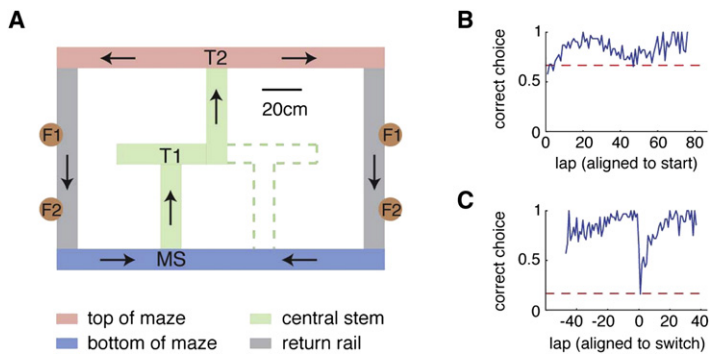 A
T2
20cm
F1
F1
T1
F2
F2
MS
top of maze
central stem
bottom of maze
return rail
B
correct choice
1
0.5
0
0 20 40 60 80
lap (aligned to start)
C
correct choice
1
0.5
0
-40 -20 0 20 40
lap (aligned to switch)